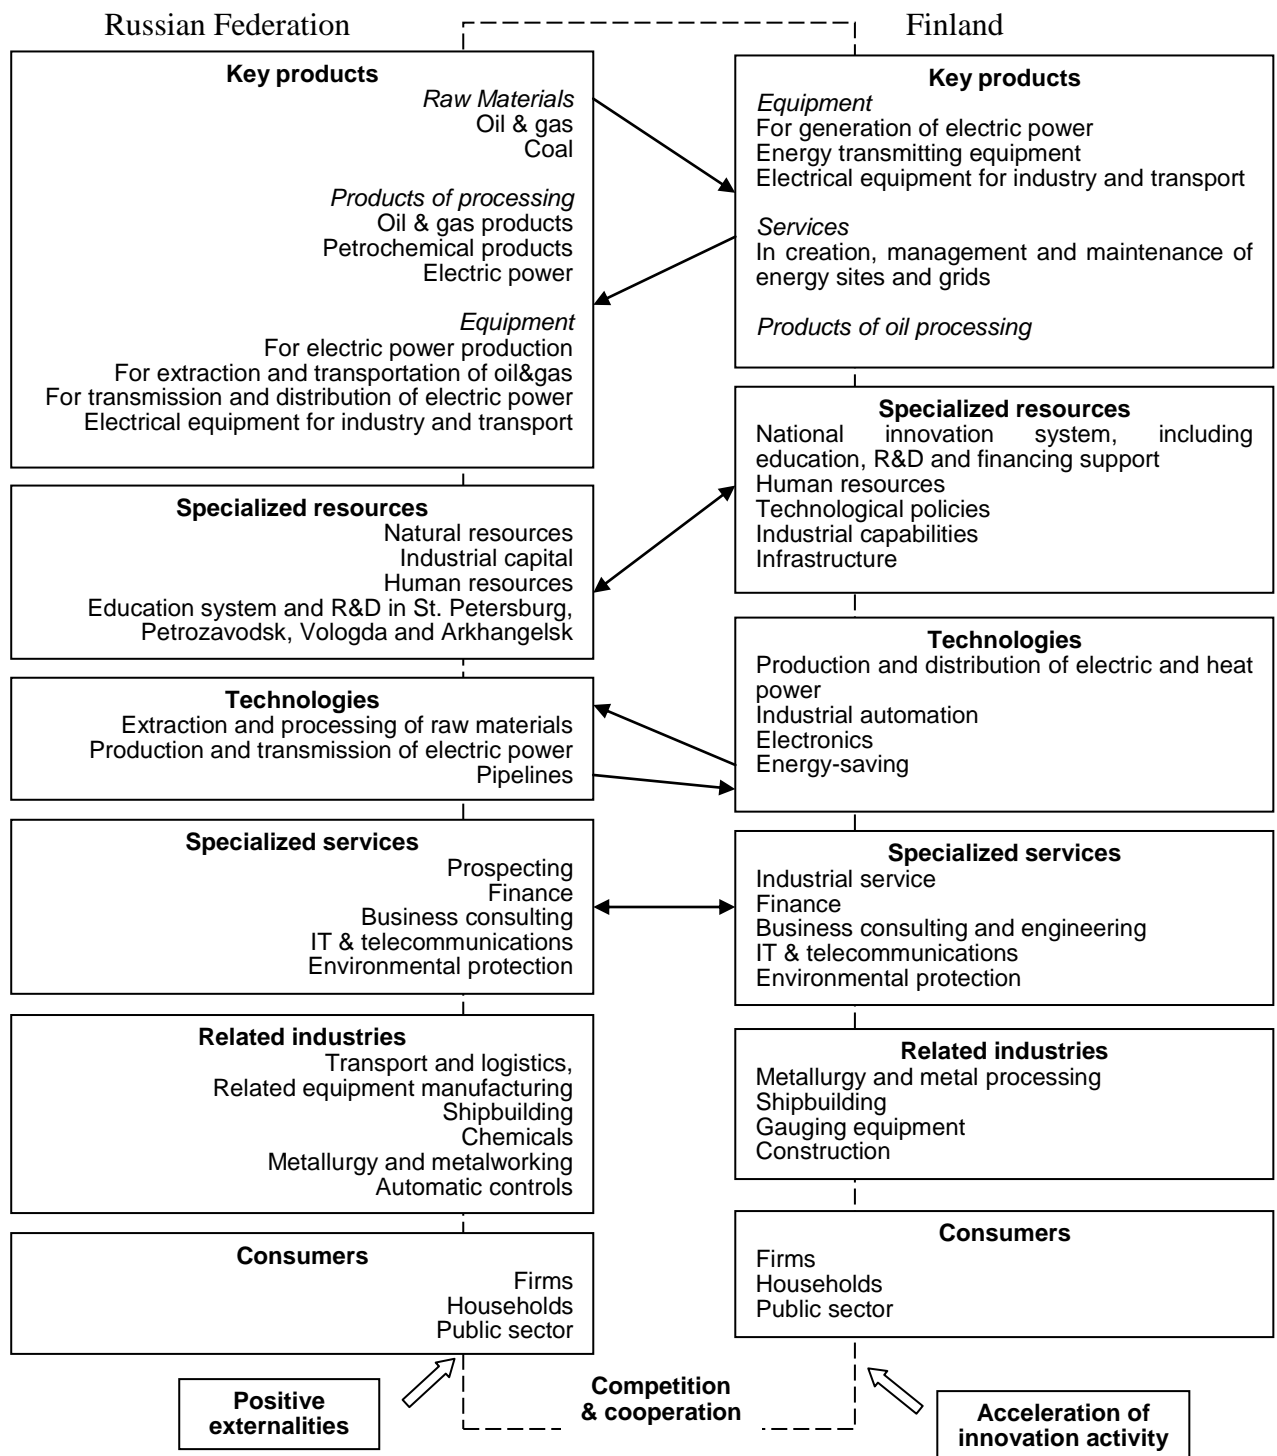 Russian Federation
Finland
Key products
Raw Materials
Oil & gas
Coal
Products of processing
Oil & gas products
Petrochemical products
Electric power
Equipment
For electric power production
For extraction and transportation of oil&gas
For transmission and distribution of electric power
Electrical equipment for industry and transport
Specialized resources
Natural resources
Industrial capital
Human resources
Education system and R&D in St. Petersburg,
Petrozavodsk, Vologda and Arkhangelsk
Technologies
Extraction and processing of raw materials
Production and transmission of electric power
Pipelines
Specialized services
Prospecting
Finance
Business consulting
IT & telecommunications
Environmental protection
Related industries
Transport and logistics,
Related equipment manufacturing
Shipbuilding
Chemicals
Metallurgy and metalworking
Automatic controls
Consumers
Firms
Households
Public sector
Key products
Equipment
For generation of electric power
Energy transmitting equipment
Electrical equipment for industry and transport
Services
In creation, management and maintenance of
energy sites and grids
Products of oil processing
Specialized resources
National innovation system, including
education, R&D and financing support
Human resources
Technological policies
Industrial capabilities
Infrastructure
Technologies
Production and distribution of electric and heat
power
Industrial automation
Electronics
Energy-saving
Specialized services
Industrial service
Finance
Business consulting and engineering
IT & telecommunications
Environmental protection
Related industries
Metallurgy and metal processing
Shipbuilding
Gauging equipment
Construction
Consumers
Firms
Households
Public sector
Positive
externalities
Competition
& cooperation
Acceleration of
innovation activity